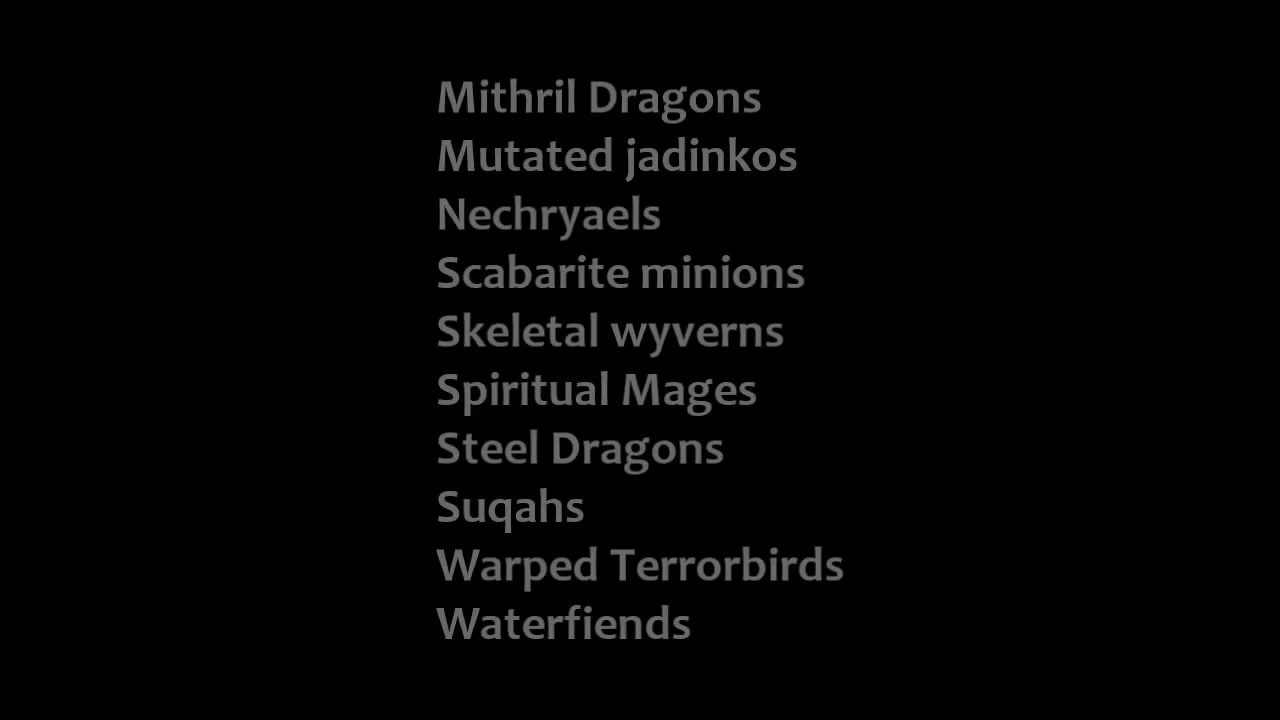 Mithril Dragons
Mutated jadinkos
Nechryaels
Scabarite minions
Skeletal wyverns
Spiritual Mages
Steel Dragons
Suqahs
Warped Terrorbirds
Waterfiends